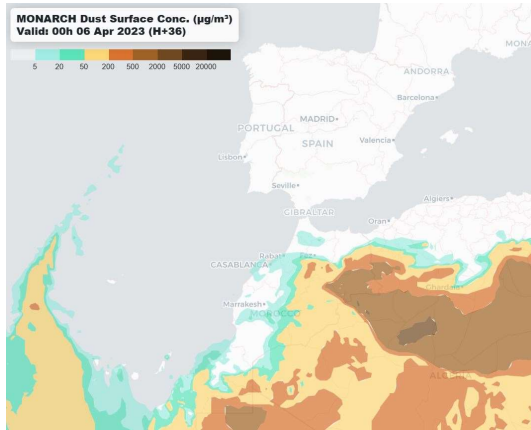 MONARCH Dust Surface Conc. (µg/m³)
Valid: 00h 06 Apr 2023 (H+36)
5 20 50 200 500 2000 5000 20000
ANDORRA
Barcelona
PORTUGAL
MADRID
SPAIN
Valencia
Lisbon
Seville
GIBRALTAR
Algiers
Oran
Rabat
CASABLANCA
Marrakesh
MOROCCO